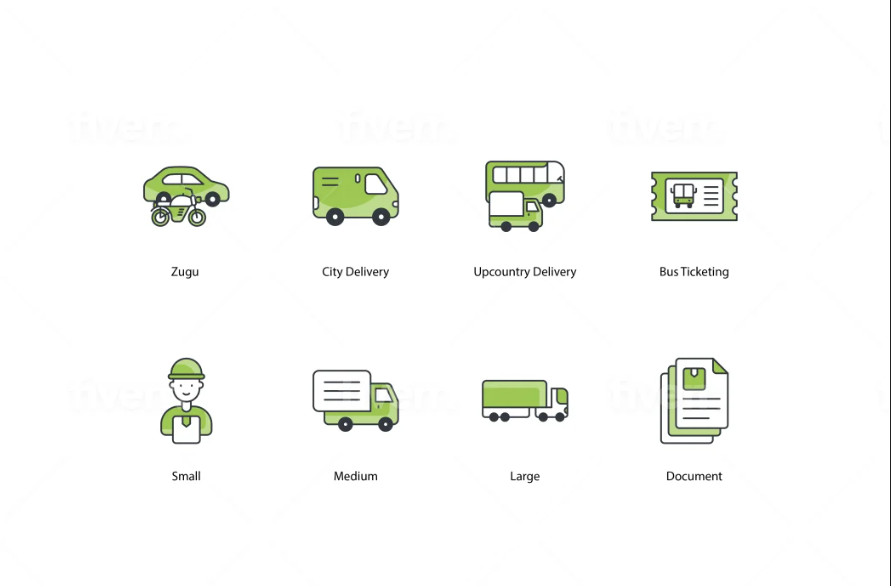 fiverr. fiverr. fiverr.
Zugu
City Delivery
Upcountry Delivery
Bus Ticketing
fiverr. fiverr. fiverr.
Small
Medium
Large
Document